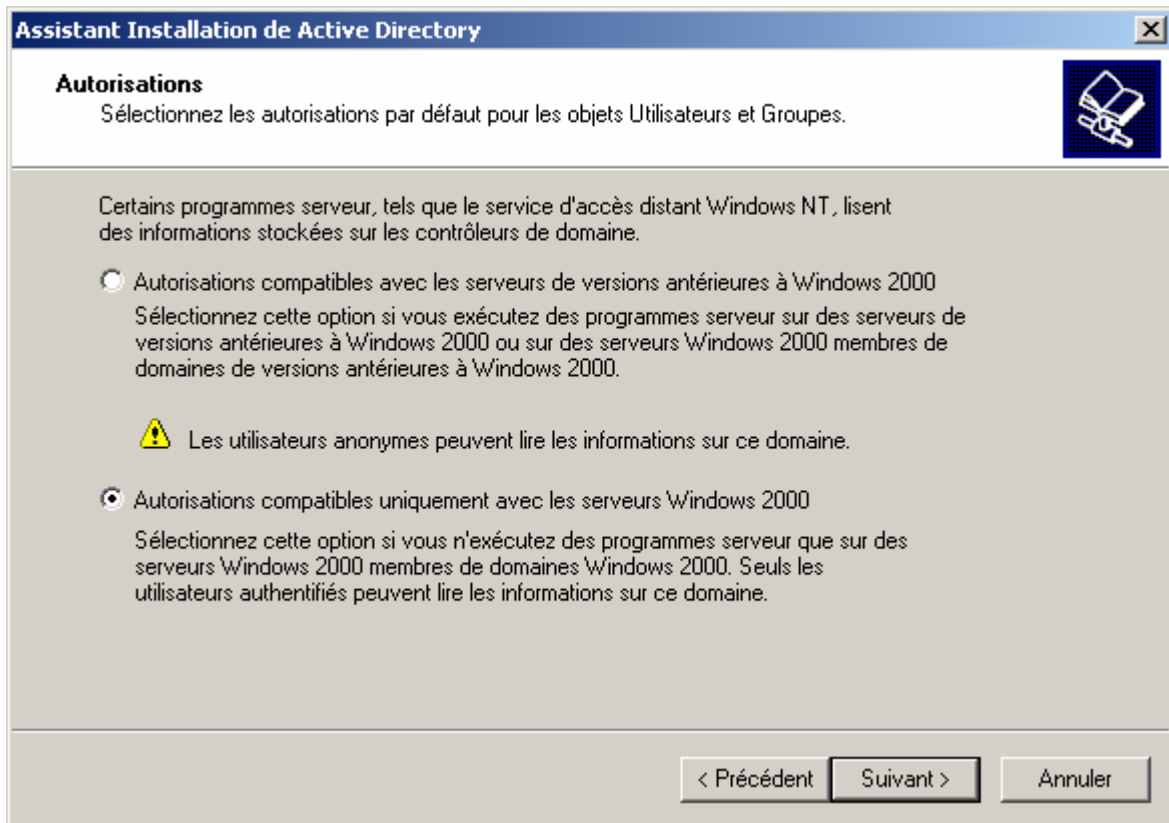 Assistant Installation de Active Directory
Autorisations
Sélectionnez les autorisations par défaut pour les objets Utilisateurs et Groupes.
Certains programmes serveur, tels que le service d'accès distant Windows NT, lisent
des informations stockées sur les contrôleurs de domaine.
Autorisations compatibles avec les serveurs de versions antérieures à Windows 2000
Sélectionnez cette option si vous exécutez des programmes serveur sur des serveurs de
versions antérieures à Windows 2000 ou sur des serveurs Windows 2000 membres de
domaines de versions antérieures à Windows 2000.
Les utilisateurs anonymes peuvent lire les informations sur ce domaine.
Autorisations compatibles uniquement avec les serveurs Windows 2000
Sélectionnez cette option si vous n'exécutez des programmes serveur que sur des
serveurs Windows 2000 membres de domaines Windows 2000. Seuls les
utilisateurs authentifiés peuvent lire les informations sur ce domaine.
< Précédent Suivant > Annuler